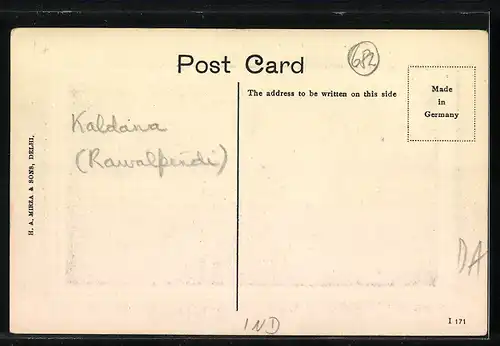 Post Card
682
The address to be written on this side
Made
in
Germany
Kaldana
(Rawalpendi)
H. A. MIRZA & SONS, DELHI.
DA
IND
I 171